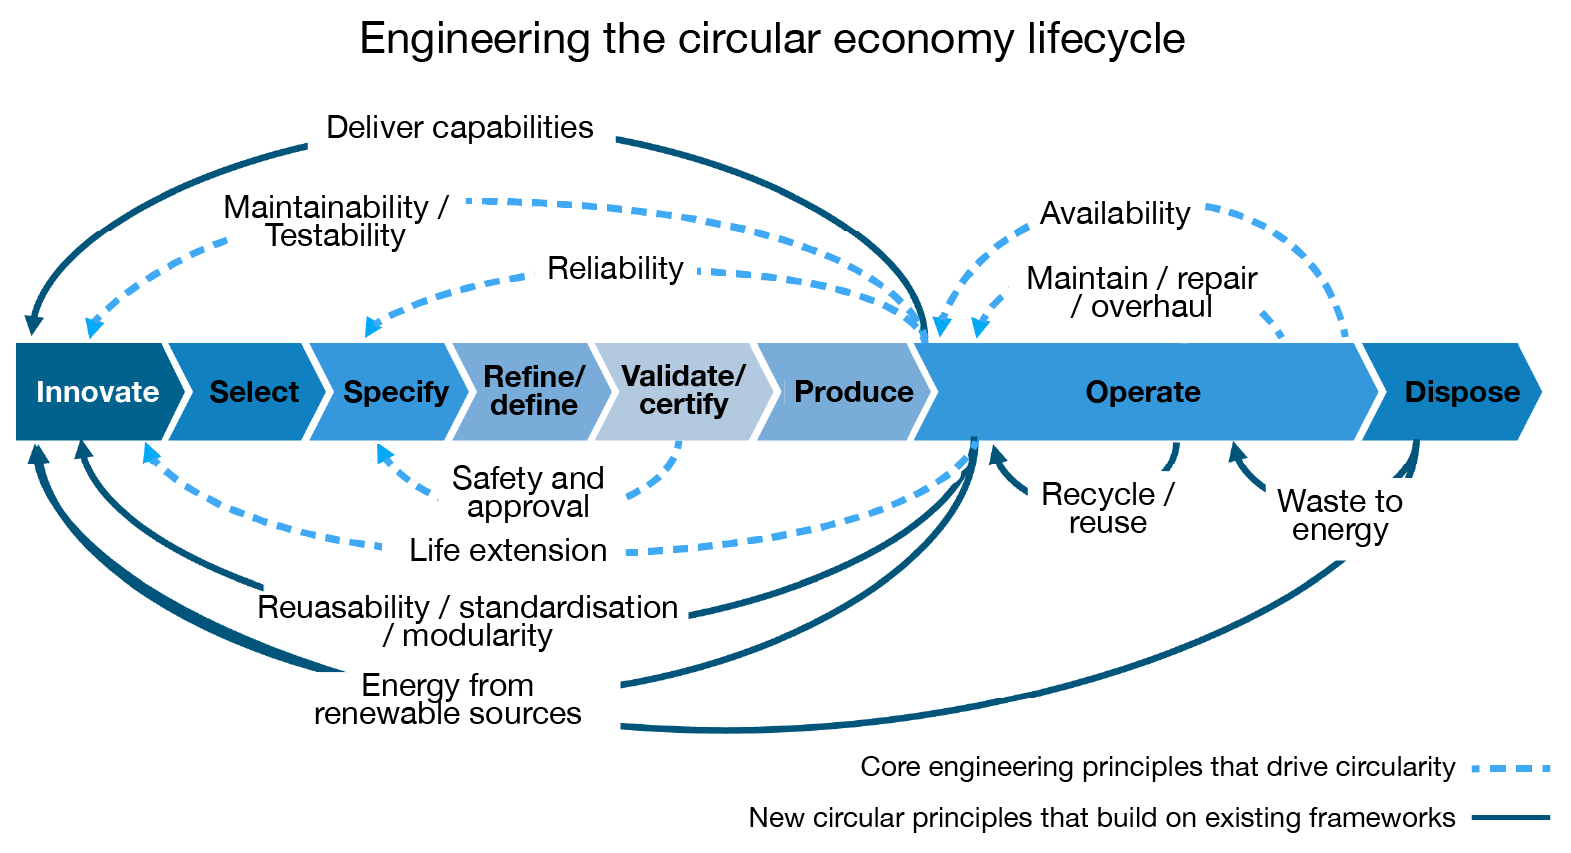 Engineering the circular economy lifecycle
Deliver capabilities
Maintainability /
Testability
Reliability
Availability
Maintain / repair
/ overhaul
Innovate
Select
Specify
Refine/
define
Validate/
certify
Produce
Operate
Dispose
Safety and
approval
Life extension
Recycle /
reuse
Waste to
energy
Reuasability / standardisation
/ modularity
Energy from
renewable sources
Core engineering principles that drive circularity
New circular principles that build on existing frameworks